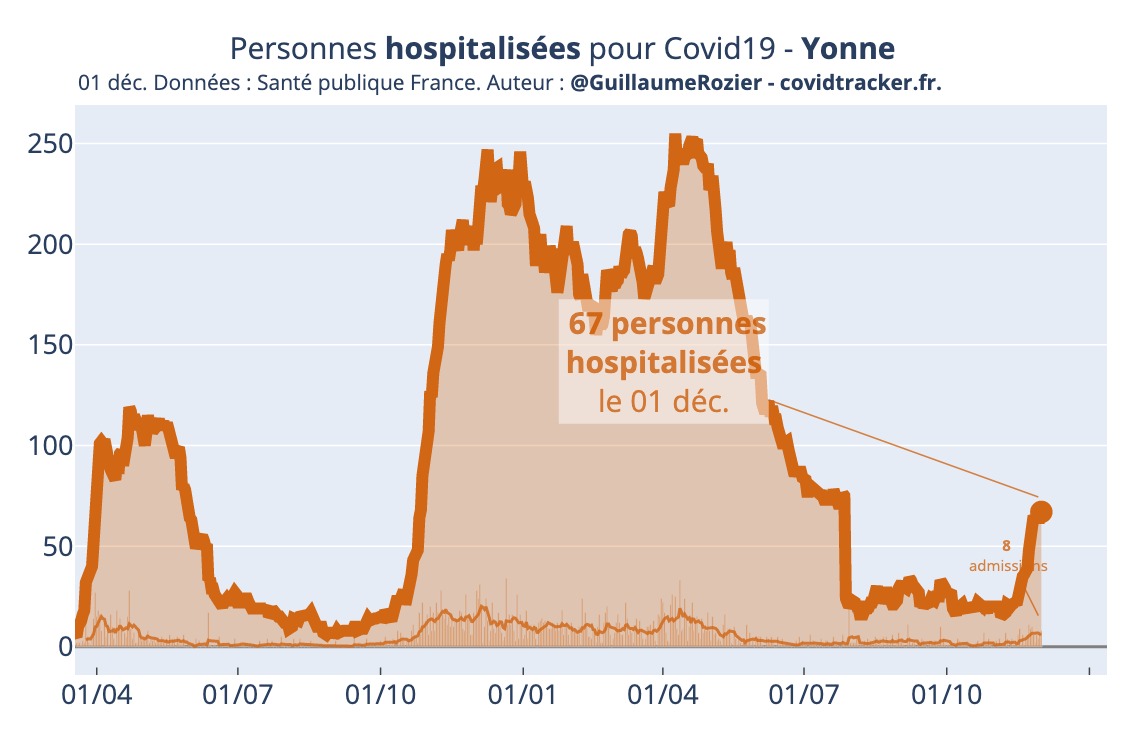 Personnes hospitalisées pour Covid19 - Yonne
01 déc. Données : Santé publique France. Auteur : @GuillaumeRozier - covidtracker.fr.
250
200
150
100
50
0
67 personnes
hospitalisées
le 01 déc.
8
admissions
01/04 01/07 01/10 01/01 01/04 01/07 01/10